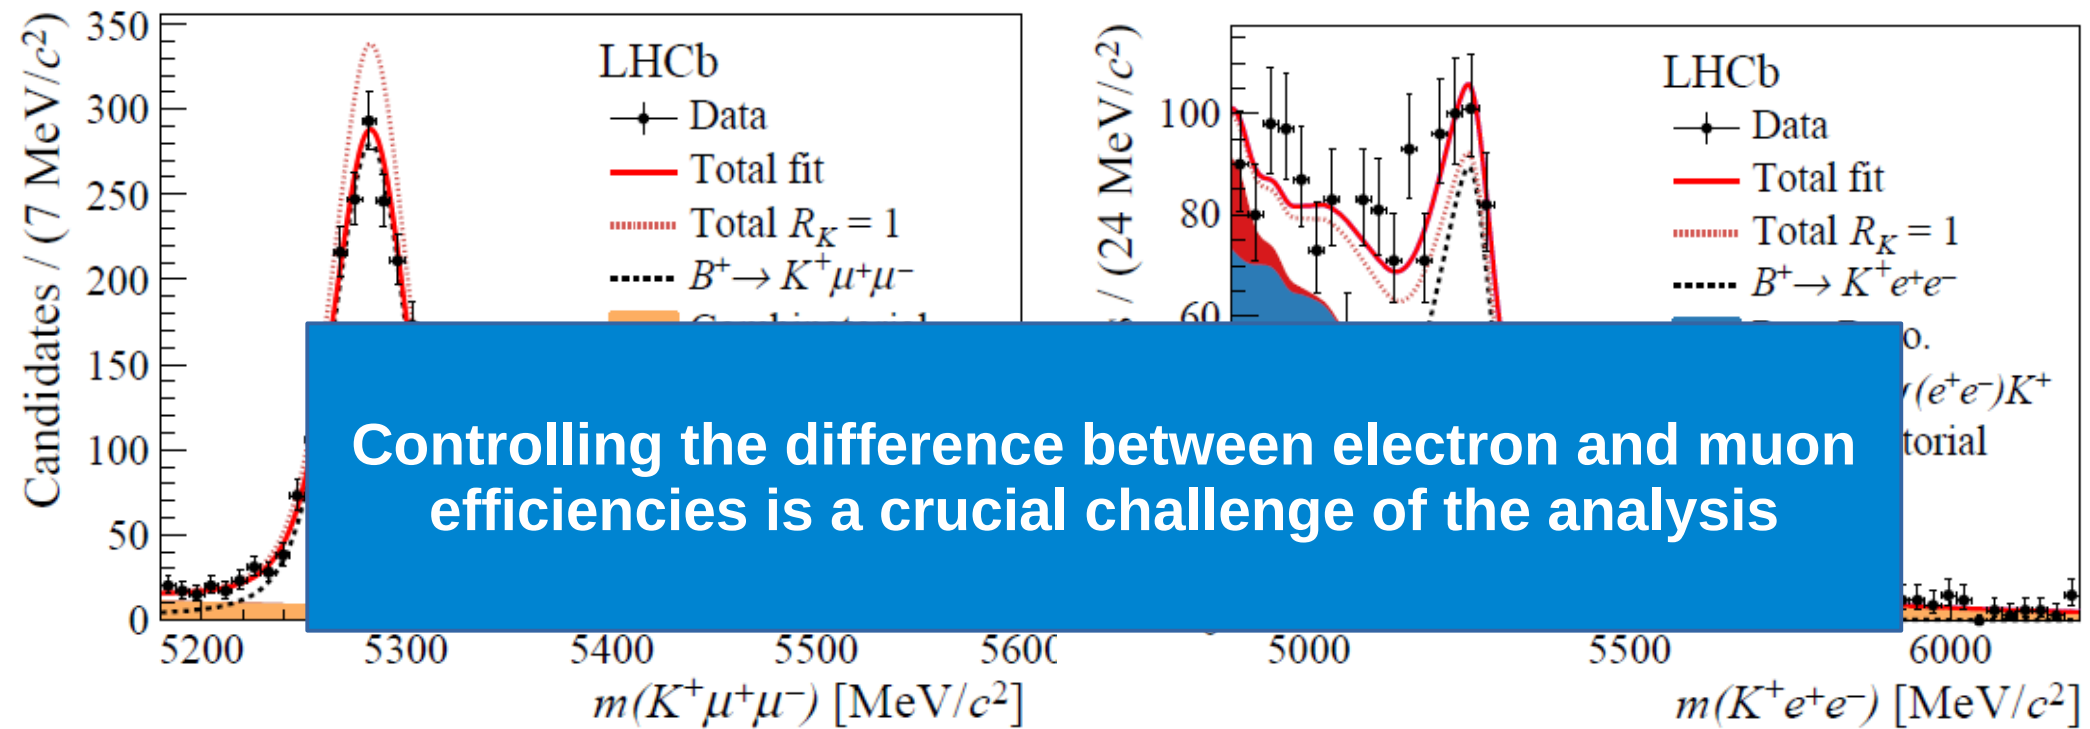 Candidates / (7 MeV/c²)
350
300
250
200
150
100
50
0
LHCb
Data
Total fit
Total R_K = 1
B⁺→ K⁺μ⁺μ⁻
5200 5300 5400 5500
m(K⁺μ⁺μ⁻) [MeV/c²]
/ (24 MeV/c²)
100
80
60
LHCb
Data
Total fit
Total R_K = 1
B⁺→ K⁺e⁺e⁻
(e⁺e⁻)K⁺
5000 5500 6000
m(K⁺e⁺e⁻) [MeV/c²]
Controlling the difference between electron and muon
efficiencies is a crucial challenge of the analysis